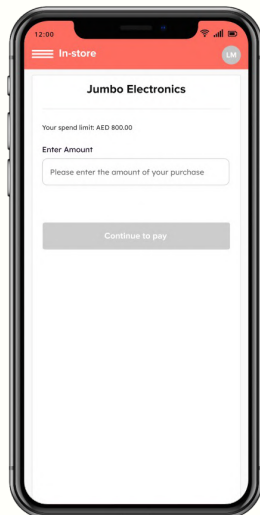 12:00
In-store
LM
Jumbo Electronics
Your spend limit: AED 800.00
Enter Amount
Please enter the amount of your purchase
Continue to pay